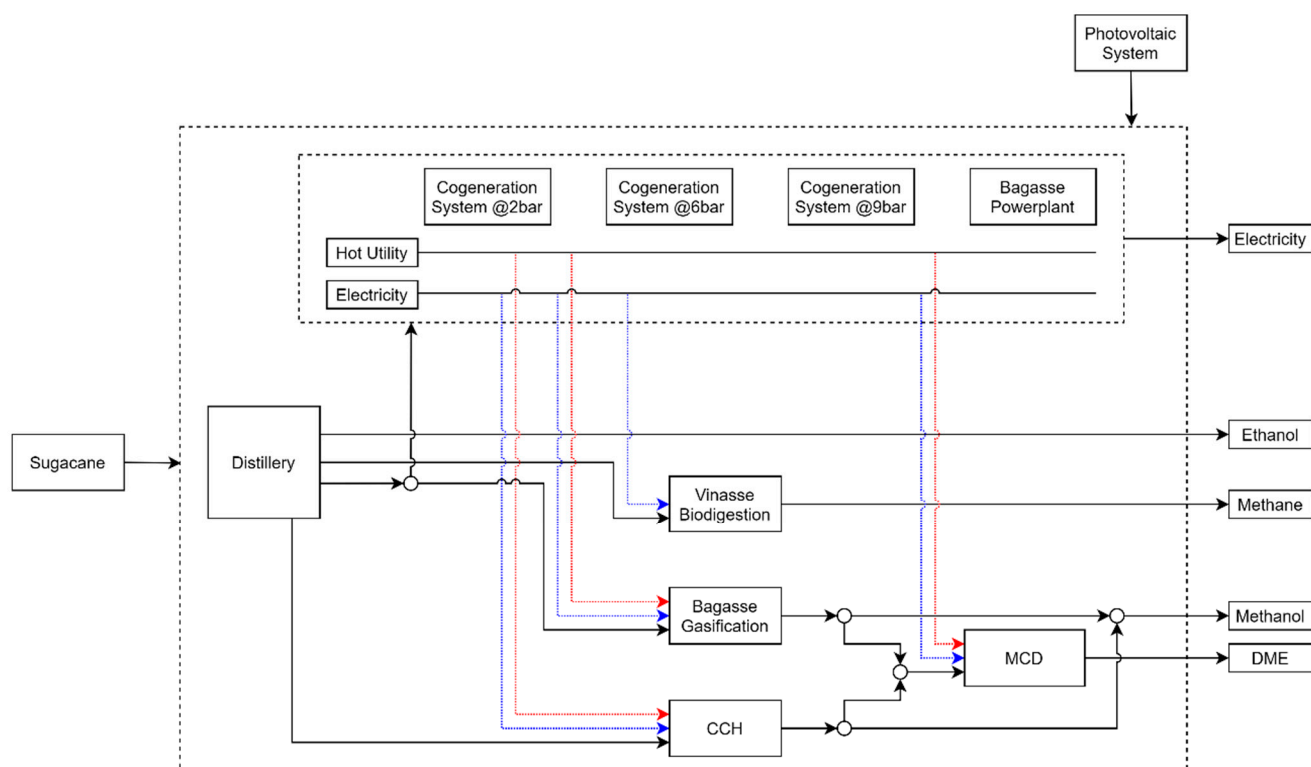 Photovoltaic
System
Cogeneration
System @2bar
Cogeneration
System @6bar
Cogeneration
System @9bar
Bagasse
Powerplant
Hot Utility
Electricity
Electricity
Sugacane
Distillery
Ethanol
Vinasse
Biodigestion
Methane
Bagasse
Gasification
Methanol
MCD
DME
CCH